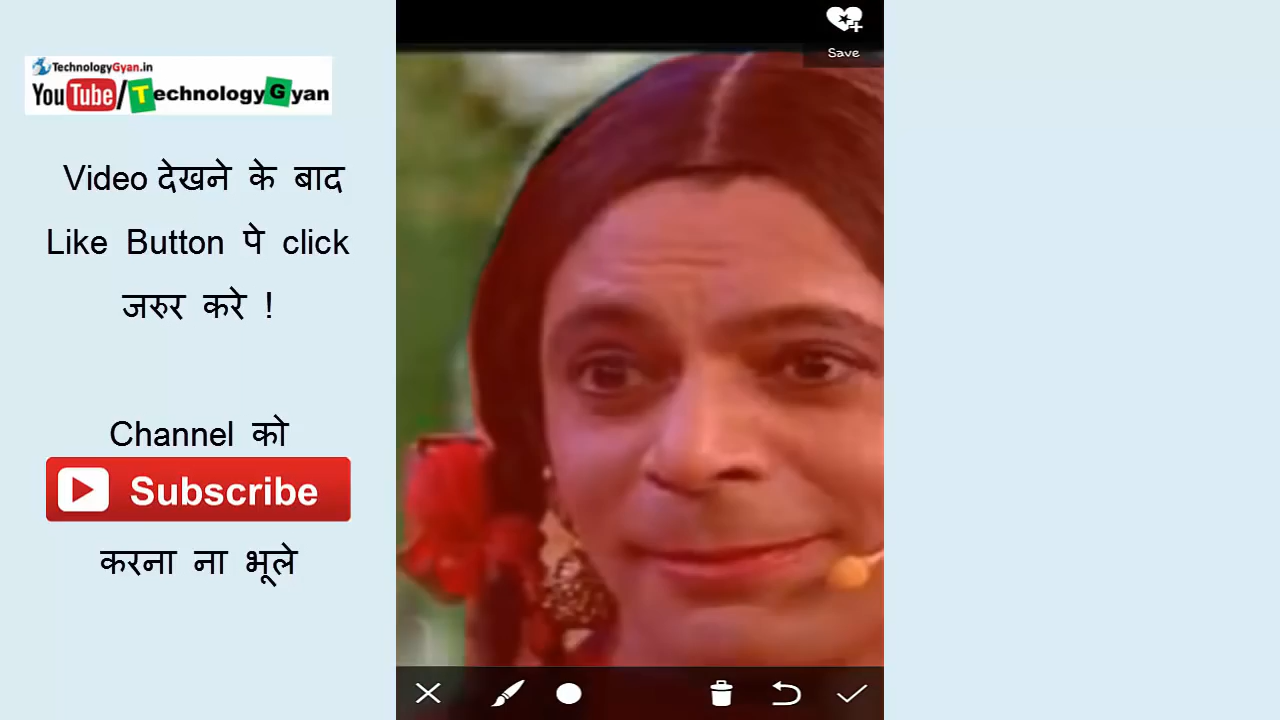 TechnologyGyan.in
YouTube/TechnologyGyan
Video देखने के बाद
Like Button पे click
जरुर करे !
Channel को
Subscribe
करना ना भूले
Save